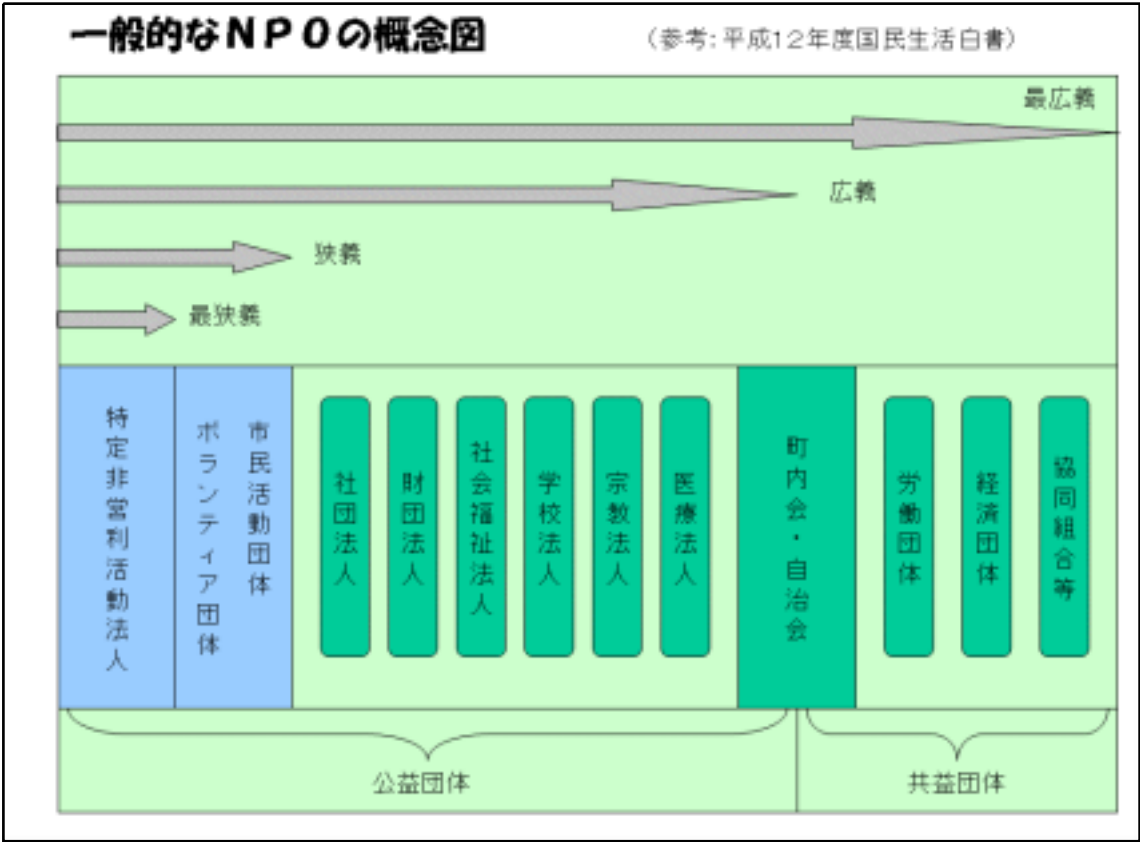 一般的なNPOの概念図
（参考：平成12年度国民生活白書）
最広義
広義
狭義
最狭義
特定非営利活動法人
市民活動団体
ボランティア団体
社団法人
財団法人
社会福祉法人
学校法人
宗教法人
医療法人
町内会・自治会
労働団体
経済団体
協同組合等
公益団体
共益団体